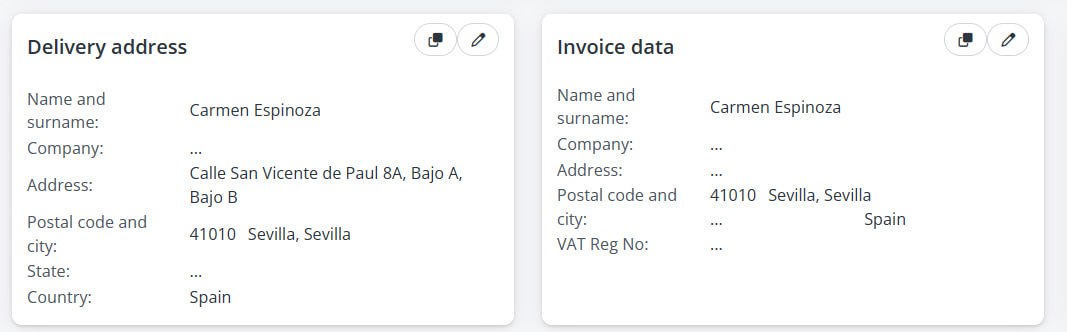 Delivery address
Name and surname: Carmen Espinoza
Company: ...
Address: Calle San Vicente de Paul 8A, Bajo A, Bajo B
Postal code and city: 41010 Sevilla, Sevilla
State: ...
Country: Spain
Invoice data
Name and surname: Carmen Espinoza
Company: ...
Address: ...
Postal code and city: 41010 Sevilla, Sevilla
... Spain
VAT Reg No: ...